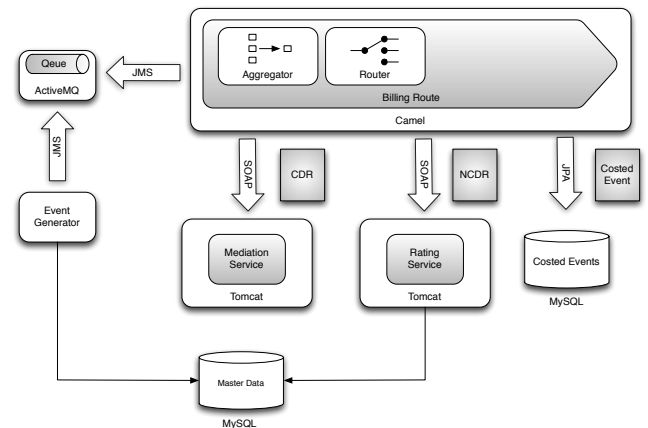 Qeue
ActiveMQ
JMS
Aggregator
Router
Billing Route
Camel
JMS
SOAP
CDR
SOAP
NCDR
JPA
Costed
Event
Event
Generator
Mediation
Service
Tomcat
Rating
Service
Tomcat
Costed Events
MySQL
Master Data
MySQL